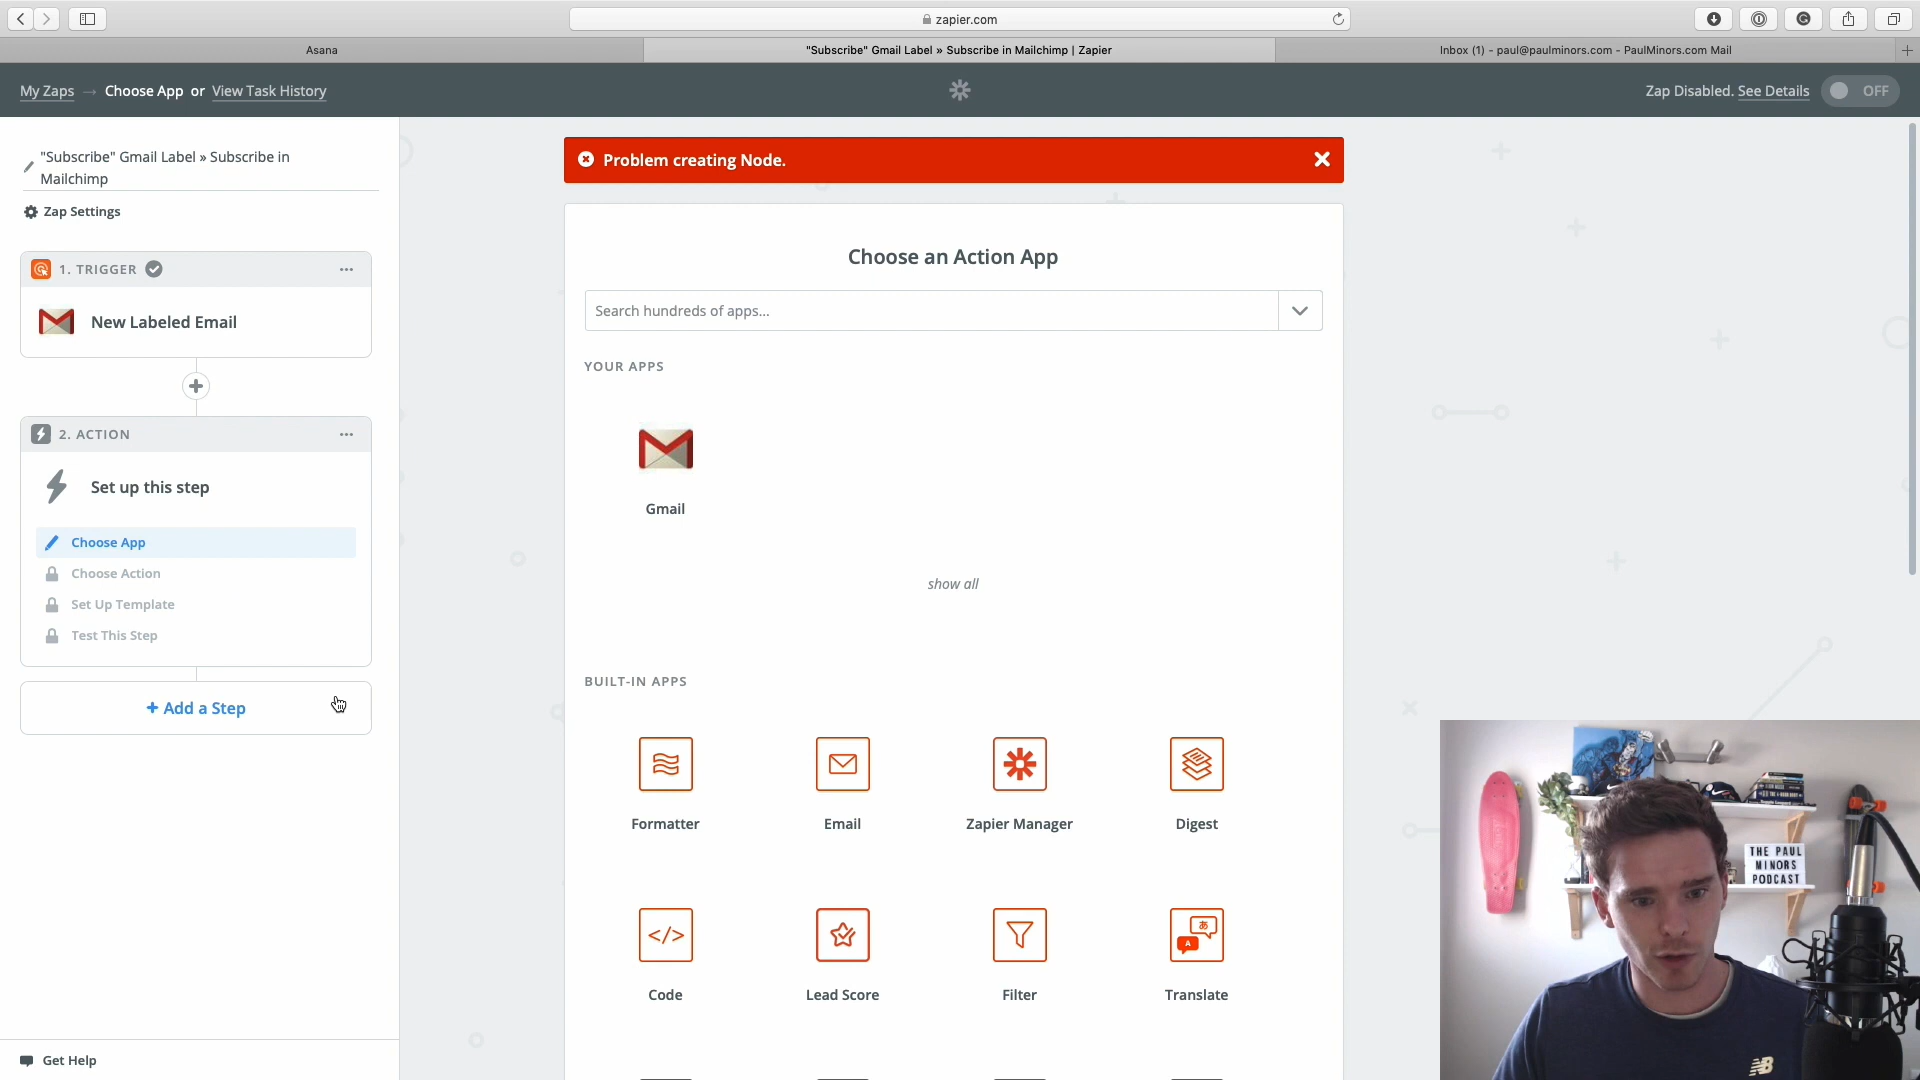 zapier.com
Asana
"Subscribe" Gmail Label » Subscribe in Mailchimp | Zapier
Inbox (1) - paul@paulminors.com - PaulMinors.com Mail
My Zaps → Choose App or View Task History
Zap Disabled. See Details
OFF
"Subscribe" Gmail Label » Subscribe in
Mailchimp
Zap Settings
1. TRIGGER
New Labeled Email
2. ACTION
Set up this step
Choose App
Choose Action
Set Up Template
Test This Step
+ Add a Step
Get Help
Problem creating Node.
Choose an Action App
Search hundreds of apps...
YOUR APPS
Gmail
show all
BUILT-IN APPS
Formatter
Email
Zapier Manager
Digest
Code
Lead Score
Filter
Translate
THE PAUL
MINORS
PODCAST